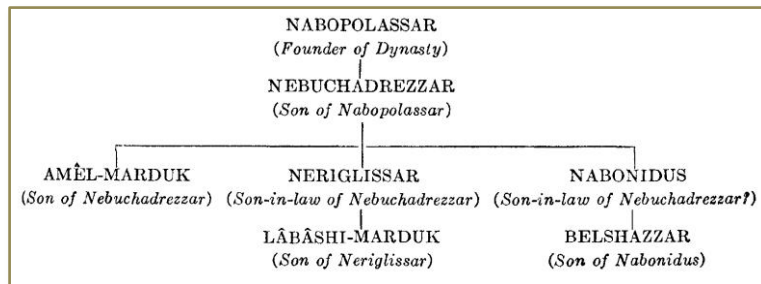 NABOPOLASSAR
(Founder of Dynasty)
NEBUCHADREZZAR
(Son of Nabopolassar)
AMÊL-MARDUK NERIGLISSAR NABONIDUS
(Son of Nebuchadrezzar) (Son-in-law of Nebuchadrezzar) (Son-in-law of Nebuchadrezzar?)
LÂBÂSHI-MARDUK BELSHAZZAR
(Son of Neriglissar) (Son of Nabonidus)